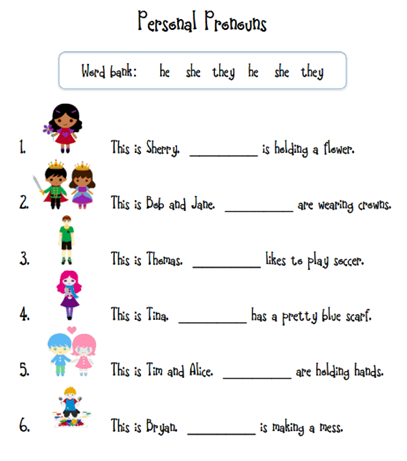 Personal Pronouns
Word bank: he she they he she they
1. This is Sherry. __________ is holding a flower.
2. This is Bob and Jane. __________ are wearing crowns.
3. This is Thomas. __________ likes to play soccer.
4. This is Tina. __________ has a pretty blue scarf.
5. This is Tim and Alice. __________ are holding hands.
6. This is Bryan. __________ is making a mess.